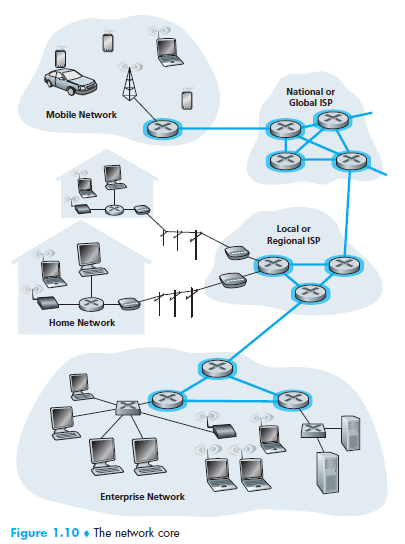 National or
Global ISP
Mobile Network
Local or
Regional ISP
Home Network
Enterprise Network
Figure 1.10 ♦ The network core